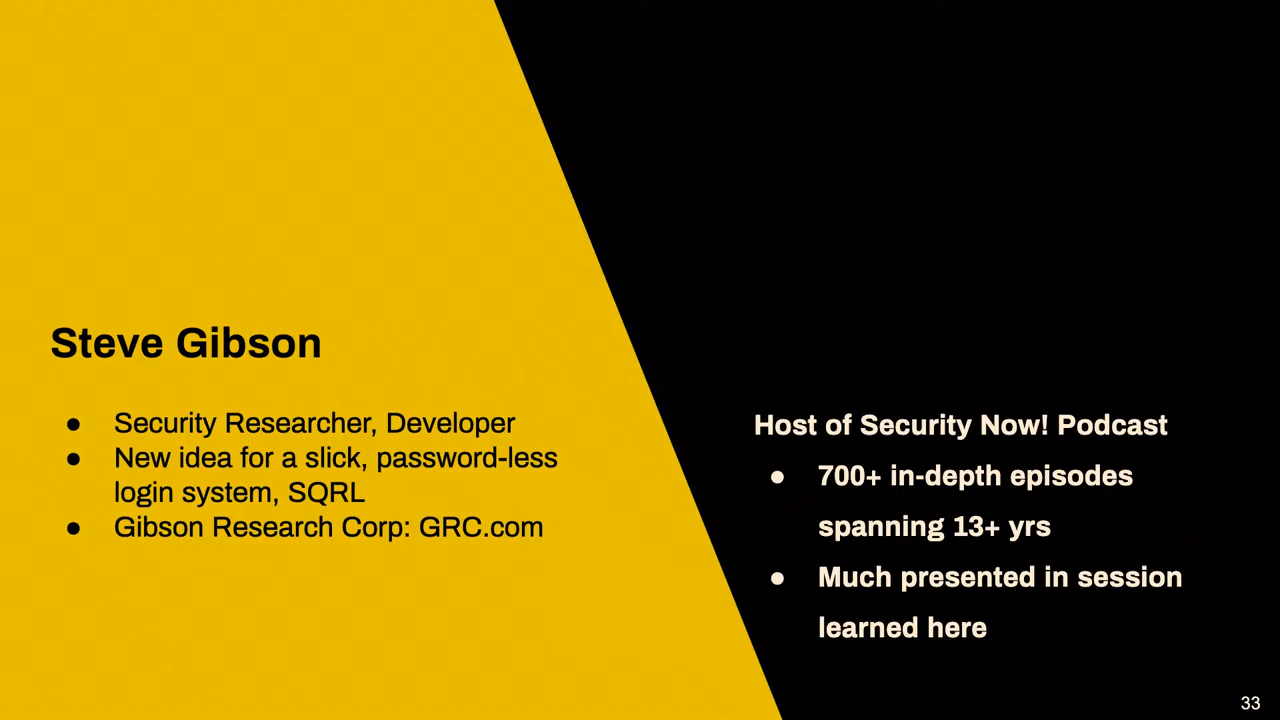 Steve Gibson
● Security Researcher, Developer
● New idea for a slick, password-less
login system, SQRL
● Gibson Research Corp: GRC.com
Host of Security Now! Podcast
● 700+ in-depth episodes
spanning 13+ yrs
● Much presented in session
learned here
33